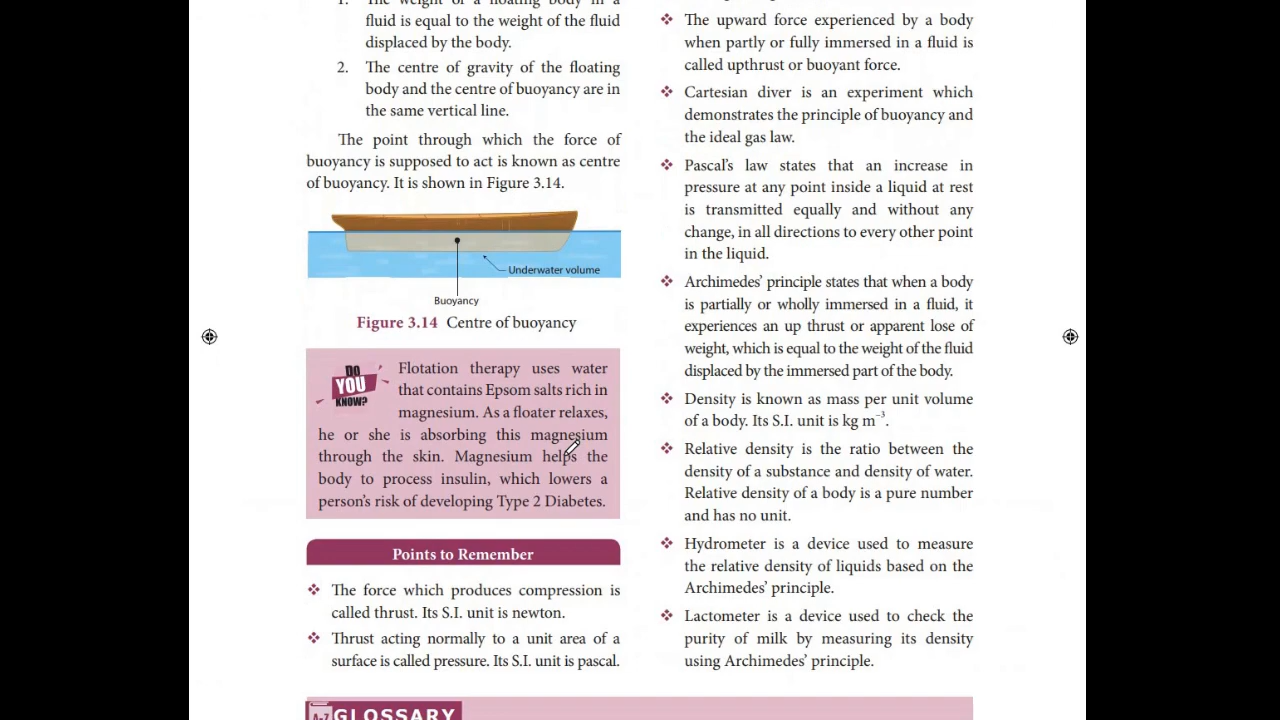 1. The weight of a floating body in a
fluid is equal to the weight of the fluid
displaced by the body.
2. The centre of gravity of the floating
body and the centre of buoyancy are in
the same vertical line.
The point through which the force of
buoyancy is supposed to act is known as centre
of buoyancy. It is shown in Figure 3.14.
Underwater volume
Buoyancy
Figure 3.14 Centre of buoyancy
DO
YOU
KNOW?
Flotation therapy uses water
that contains Epsom salts rich in
magnesium. As a floater relaxes,
he or she is absorbing this magnesium
through the skin. Magnesium helps the
body to process insulin, which lowers a
person's risk of developing Type 2 Diabetes.
Points to Remember
❖ The force which produces compression is
called thrust. Its S.I. unit is newton.
❖ Thrust acting normally to a unit area of a
surface is called pressure. Its S.I. unit is pascal.
❖ The upward force experienced by a body
when partly or fully immersed in a fluid is
called upthrust or buoyant force.
❖ Cartesian diver is an experiment which
demonstrates the principle of buoyancy and
the ideal gas law.
❖ Pascal's law states that an increase in
pressure at any point inside a liquid at rest
is transmitted equally and without any
change, in all directions to every other point
in the liquid.
❖ Archimedes' principle states that when a body
is partially or wholly immersed in a fluid, it
experiences an up thrust or apparent lose of
weight, which is equal to the weight of the fluid
displaced by the immersed part of the body.
❖ Density is known as mass per unit volume
of a body. Its S.I. unit is kg m⁻³.
❖ Relative density is the ratio between the
density of a substance and density of water.
Relative density of a body is a pure number
and has no unit.
❖ Hydrometer is a device used to measure
the relative density of liquids based on the
Archimedes' principle.
❖ Lactometer is a device used to check the
purity of milk by measuring its density
using Archimedes' principle.
A-Z GLOSSARY